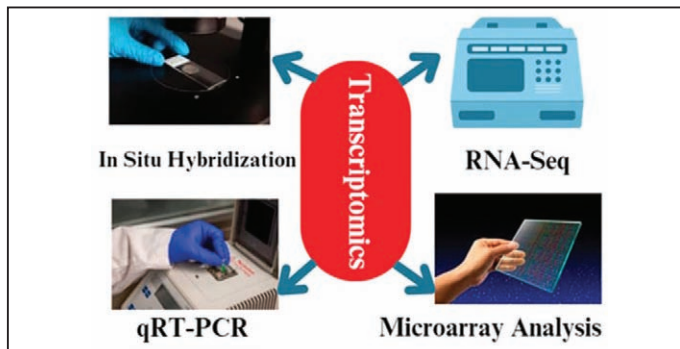 Transcriptomics
In Situ Hybridization
RNA-Seq
qRT-PCR
Microarray Analysis